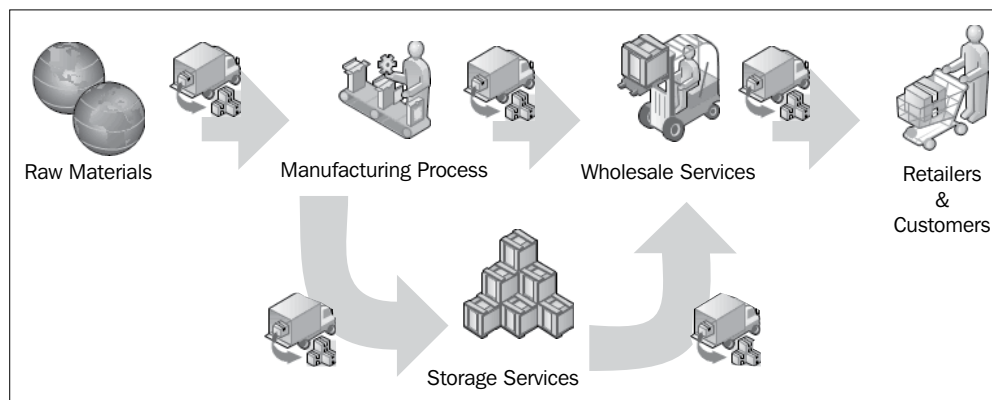 Raw Materials
Manufacturing Process
Wholesale Services
Retailers
&
Customers
Storage Services